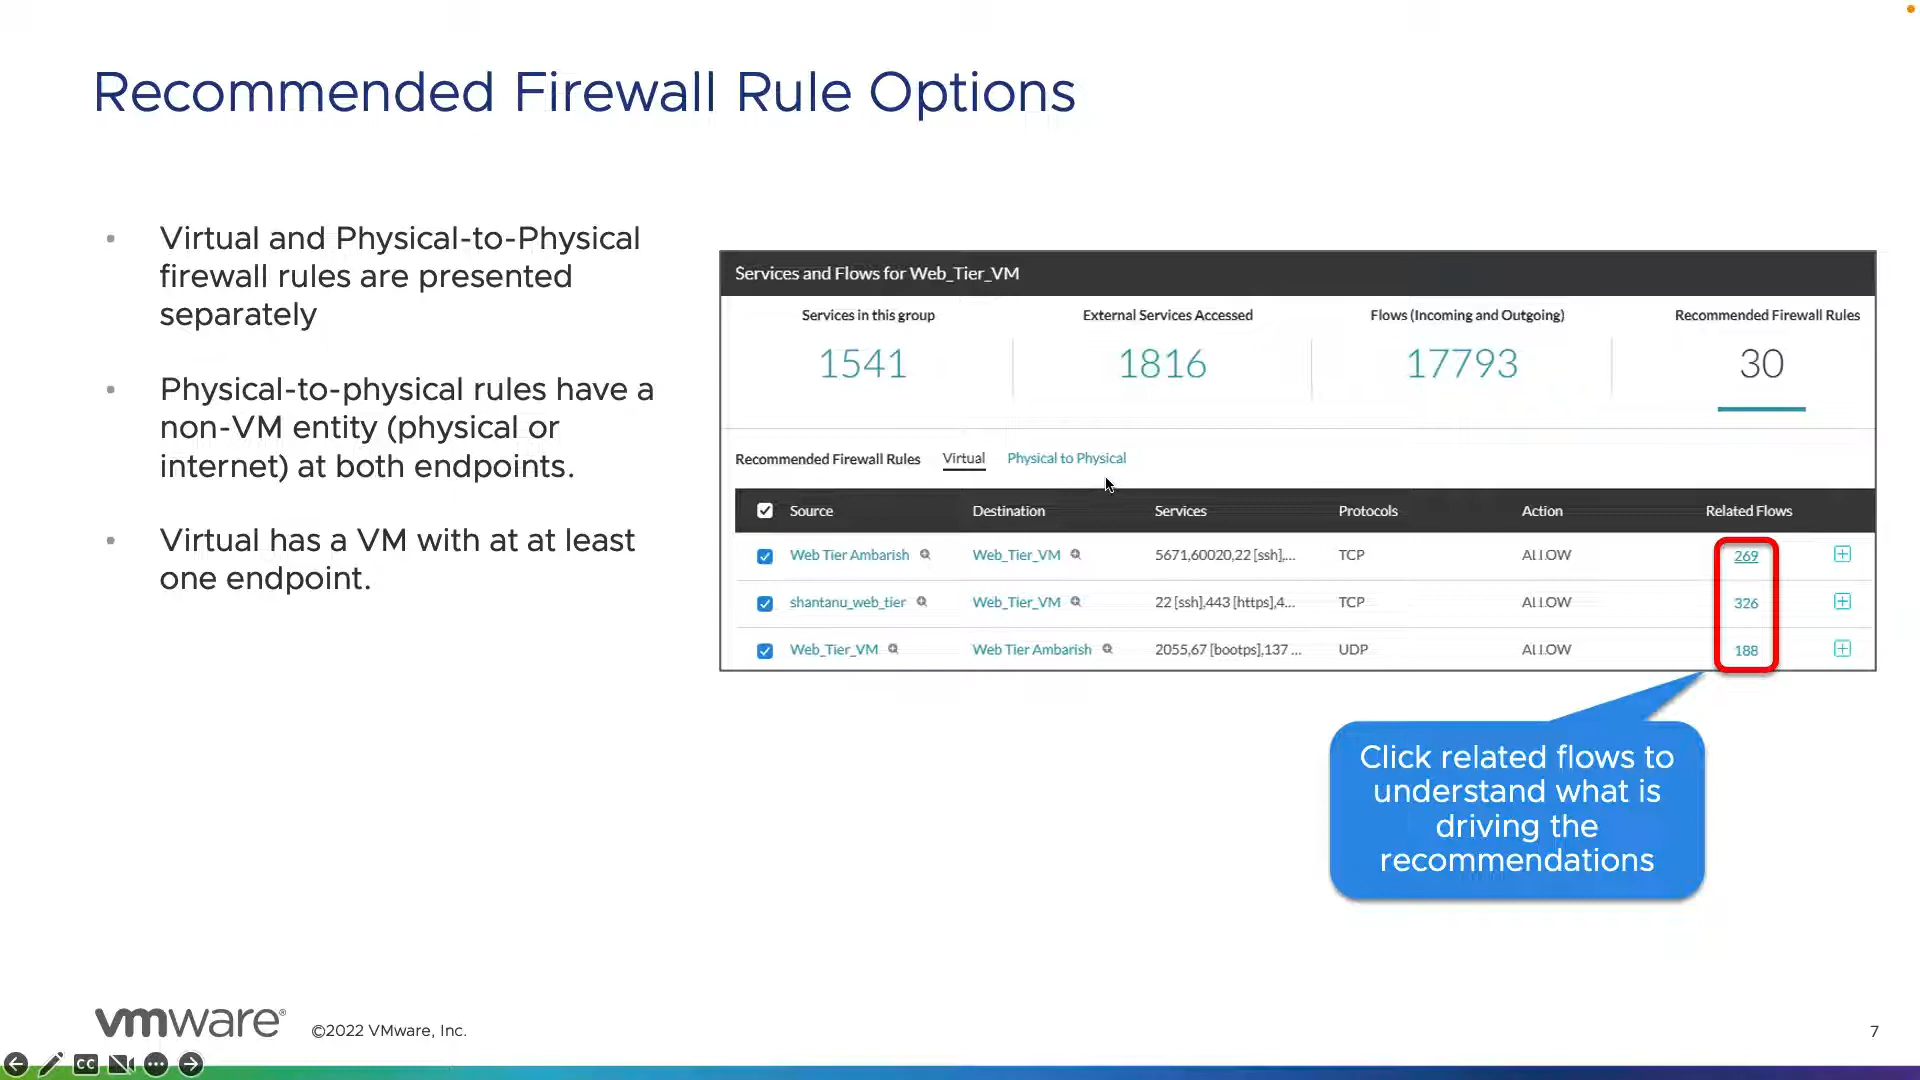 Recommended Firewall Rule Options
• Virtual and Physical-to-Physical
firewall rules are presented
separately
• Physical-to-physical rules have a
non-VM entity (physical or
internet) at both endpoints.
• Virtual has a VM with at at least
one endpoint.
Services and Flows for Web_Tier_VM
Services in this group External Services Accessed Flows (Incoming and Outgoing) Recommended Firewall Rules
1541 1816 17793 30
Recommended Firewall Rules Virtual Physical to Physical
Source Destination Services Protocols Action Related Flows
Web Tier Ambarish Web_Tier_VM 5671,60020,22 [ssh],... TCP ALLOW 269
shantanu_web_tier Web_Tier_VM 22 [ssh],443 [https],4... TCP ALLOW 326
Web_Tier_VM Web Tier Ambarish 2055,67 [bootps],137 ... UDP ALLOW 188
Click related flows to
understand what is
driving the
recommendations
vmware® ©2022 VMware, Inc. 7
CC